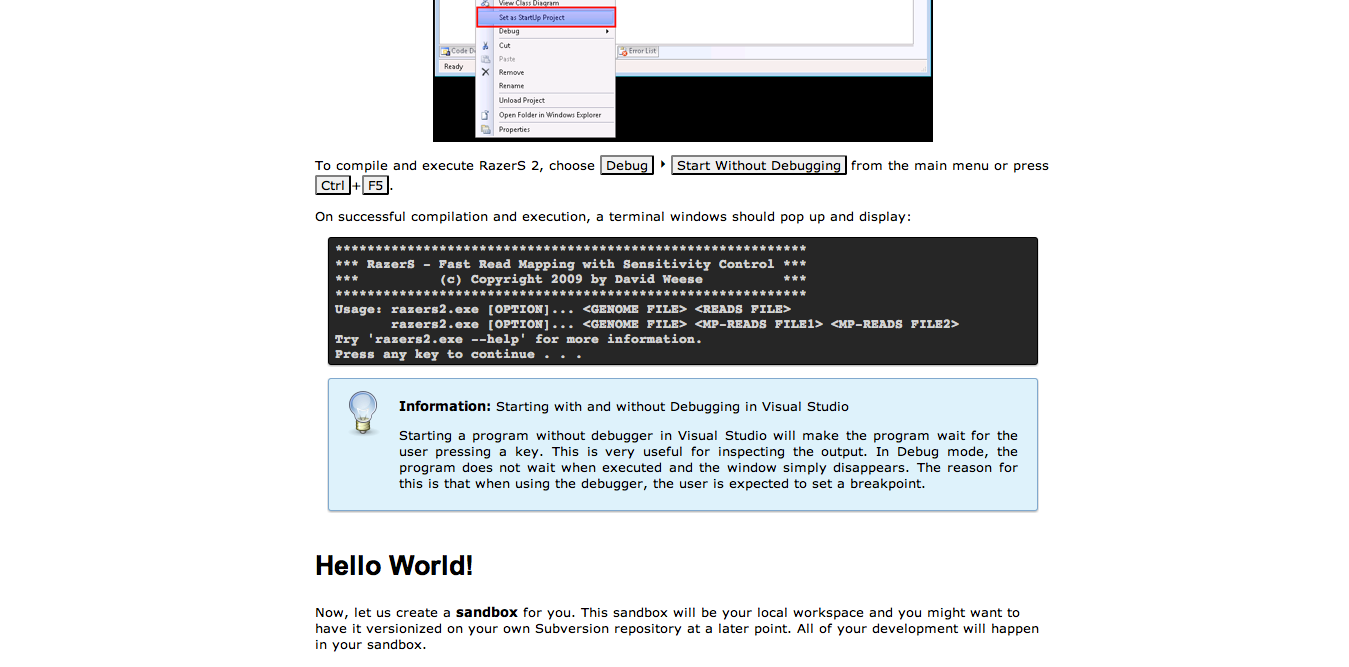 View Class Diagram
Set as StartUp Project
Debug
Code D
Error List
Cut
Ready
Paste
Remove
Rename
Unload Project
Open Folder in Windows Explorer
Properties
To compile and execute RazerS 2, choose Debug ▸ Start Without Debugging from the main menu or press
Ctrl+F5.
On successful compilation and execution, a terminal windows should pop up and display:
***********************************************************
*** RazerS - Fast Read Mapping with Sensitivity Control ***
***          (c) Copyright 2009 by David Weese          ***
***********************************************************
Usage: razers2.exe [OPTION]... <GENOME FILE> <READS FILE>
       razers2.exe [OPTION]... <GENOME FILE> <MP-READS FILE1> <MP-READS FILE2>
Try 'razers2.exe --help' for more information.
Press any key to continue . . .
Information: Starting with and without Debugging in Visual Studio
Starting a program without debugger in Visual Studio will make the program wait for the
user pressing a key. This is very useful for inspecting the output. In Debug mode, the
program does not wait when executed and the window simply disappears. The reason for
this is that when using the debugger, the user is expected to set a breakpoint.
Hello World!
Now, let us create a sandbox for you. This sandbox will be your local workspace and you might want to
have it versionized on your own Subversion repository at a later point. All of your development will happen
in your sandbox.